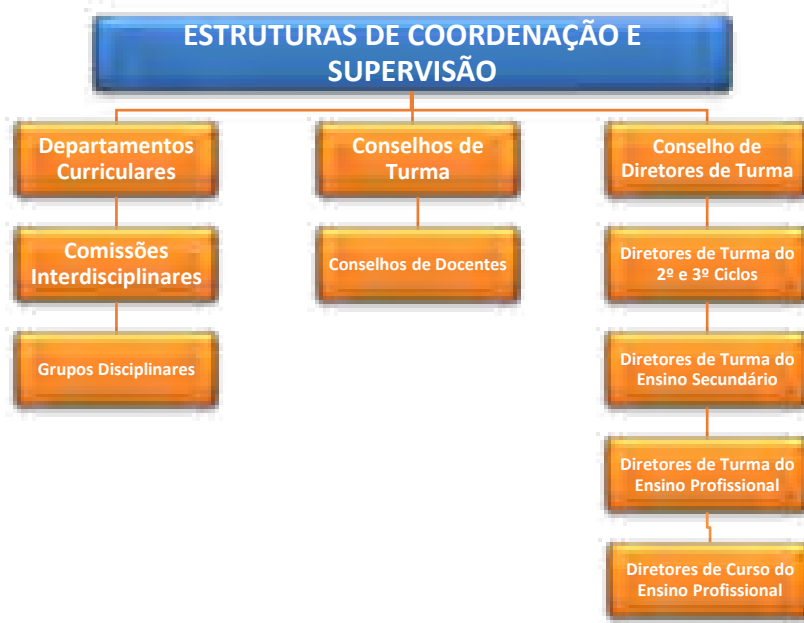 ESTRUTURAS DE COORDENAÇÃO E
SUPERVISÃO
Departamentos
Curriculares
Comissões
Interdisciplinares
Grupos Disciplinares
Conselhos de
Turma
Conselhos de Docentes
Conselho de
Diretores de Turma
Diretores de Turma do
2º e 3º Ciclos
Diretores de Turma do
Ensino Secundário
Diretores de Turma do
Ensino Profissional
Diretores de Curso do
Ensino Profissional